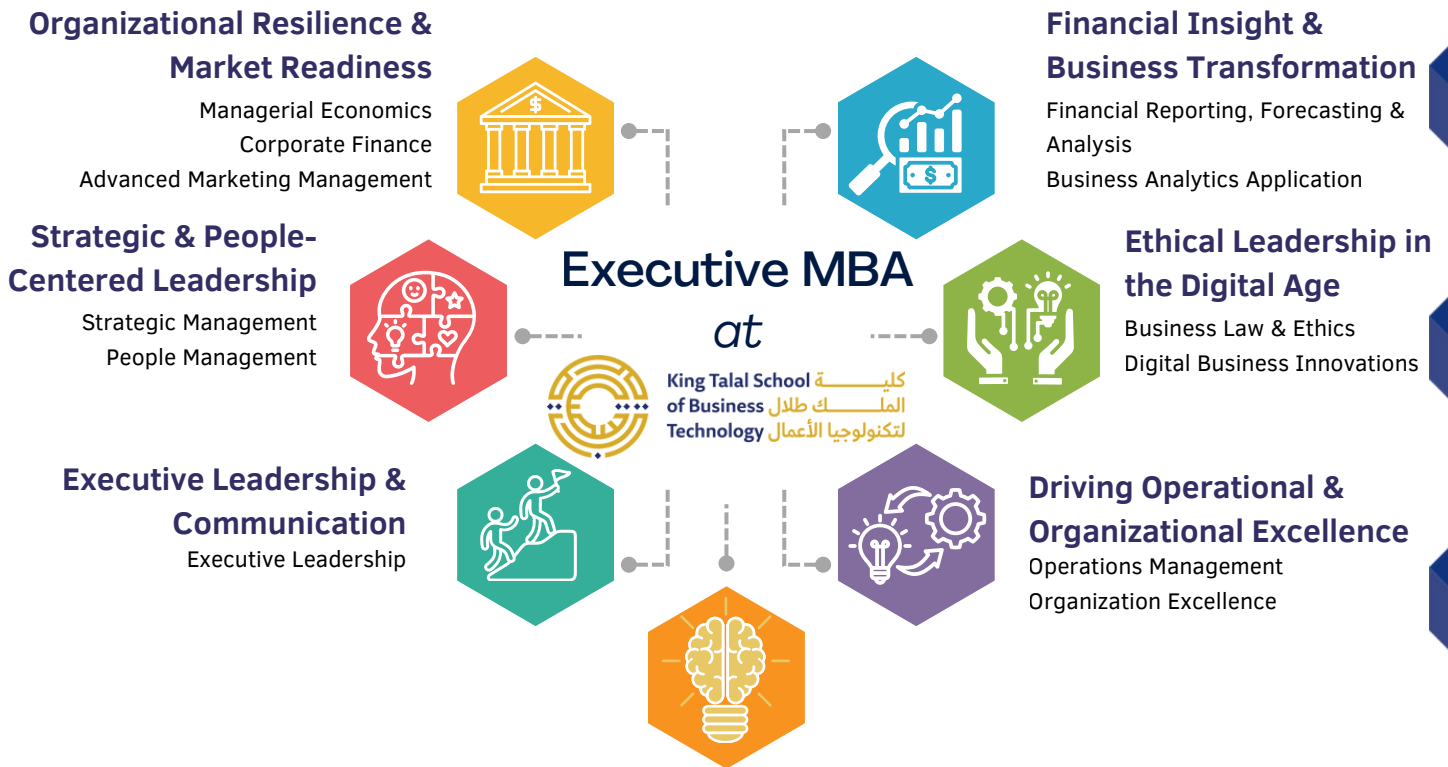 Organizational Resilience &
Market Readiness
Managerial Economics
Corporate Finance
Advanced Marketing Management
Financial Insight &
Business Transformation
Financial Reporting, Forecasting &
Analysis
Business Analytics Application
Strategic & People-
Centered Leadership
Strategic Management
People Management
Executive MBA
at
King Talal School كليــــة
of Business الملــــك طلال
Technology لتكنولوجيا الأعمال
Ethical Leadership in
the Digital Age
Business Law & Ethics
Digital Business Innovations
Executive Leadership &
Communication
Executive Leadership
Driving Operational &
Organizational Excellence
Operations Management
Organization Excellence
$
$